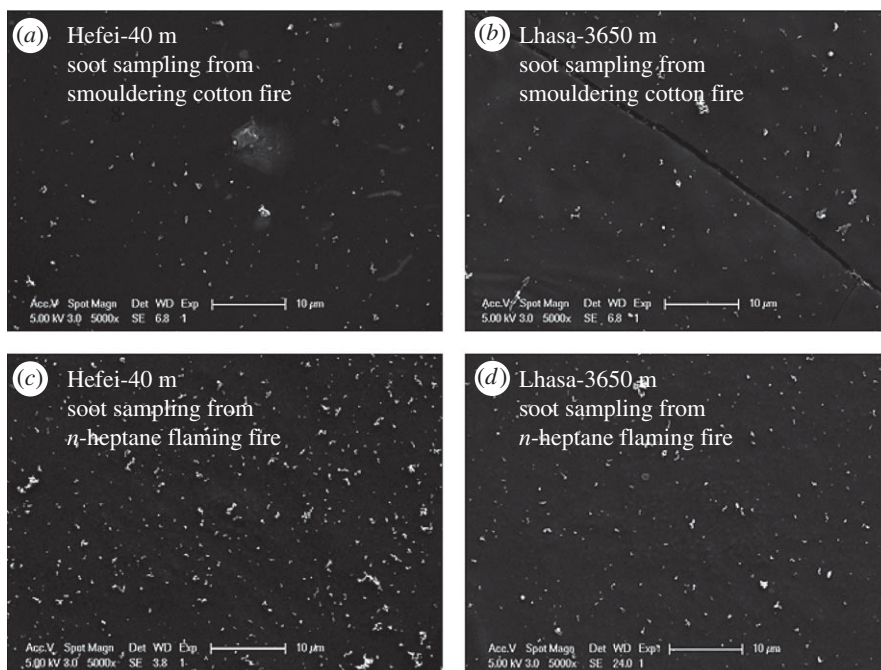 (a) Hefei-40 m
soot sampling from
smouldering cotton fire
Acc.V Spot Magn Det WD Exp 10 µm
5.00 kV 3.0 5000x SE 6.8 1
(b) Lhasa-3650 m
soot sampling from
smouldering cotton fire
Acc.V Spot Magn Det WD Exp 10 µm
5.00 kV 3.0 5000x SE 6.8 1
(c) Hefei-40 m
soot sampling from
n-heptane flaming fire
Acc.V Spot Magn Det WD Exp 10 µm
5.00 kV 3.0 5000x SE 3.8 1
(d) Lhasa-3650 m
soot sampling from
n-heptane flaming fire
Acc.V Spot Magn Det WD Exp 10 µm
5.00 kV 3.0 5000x SE 24.0 1